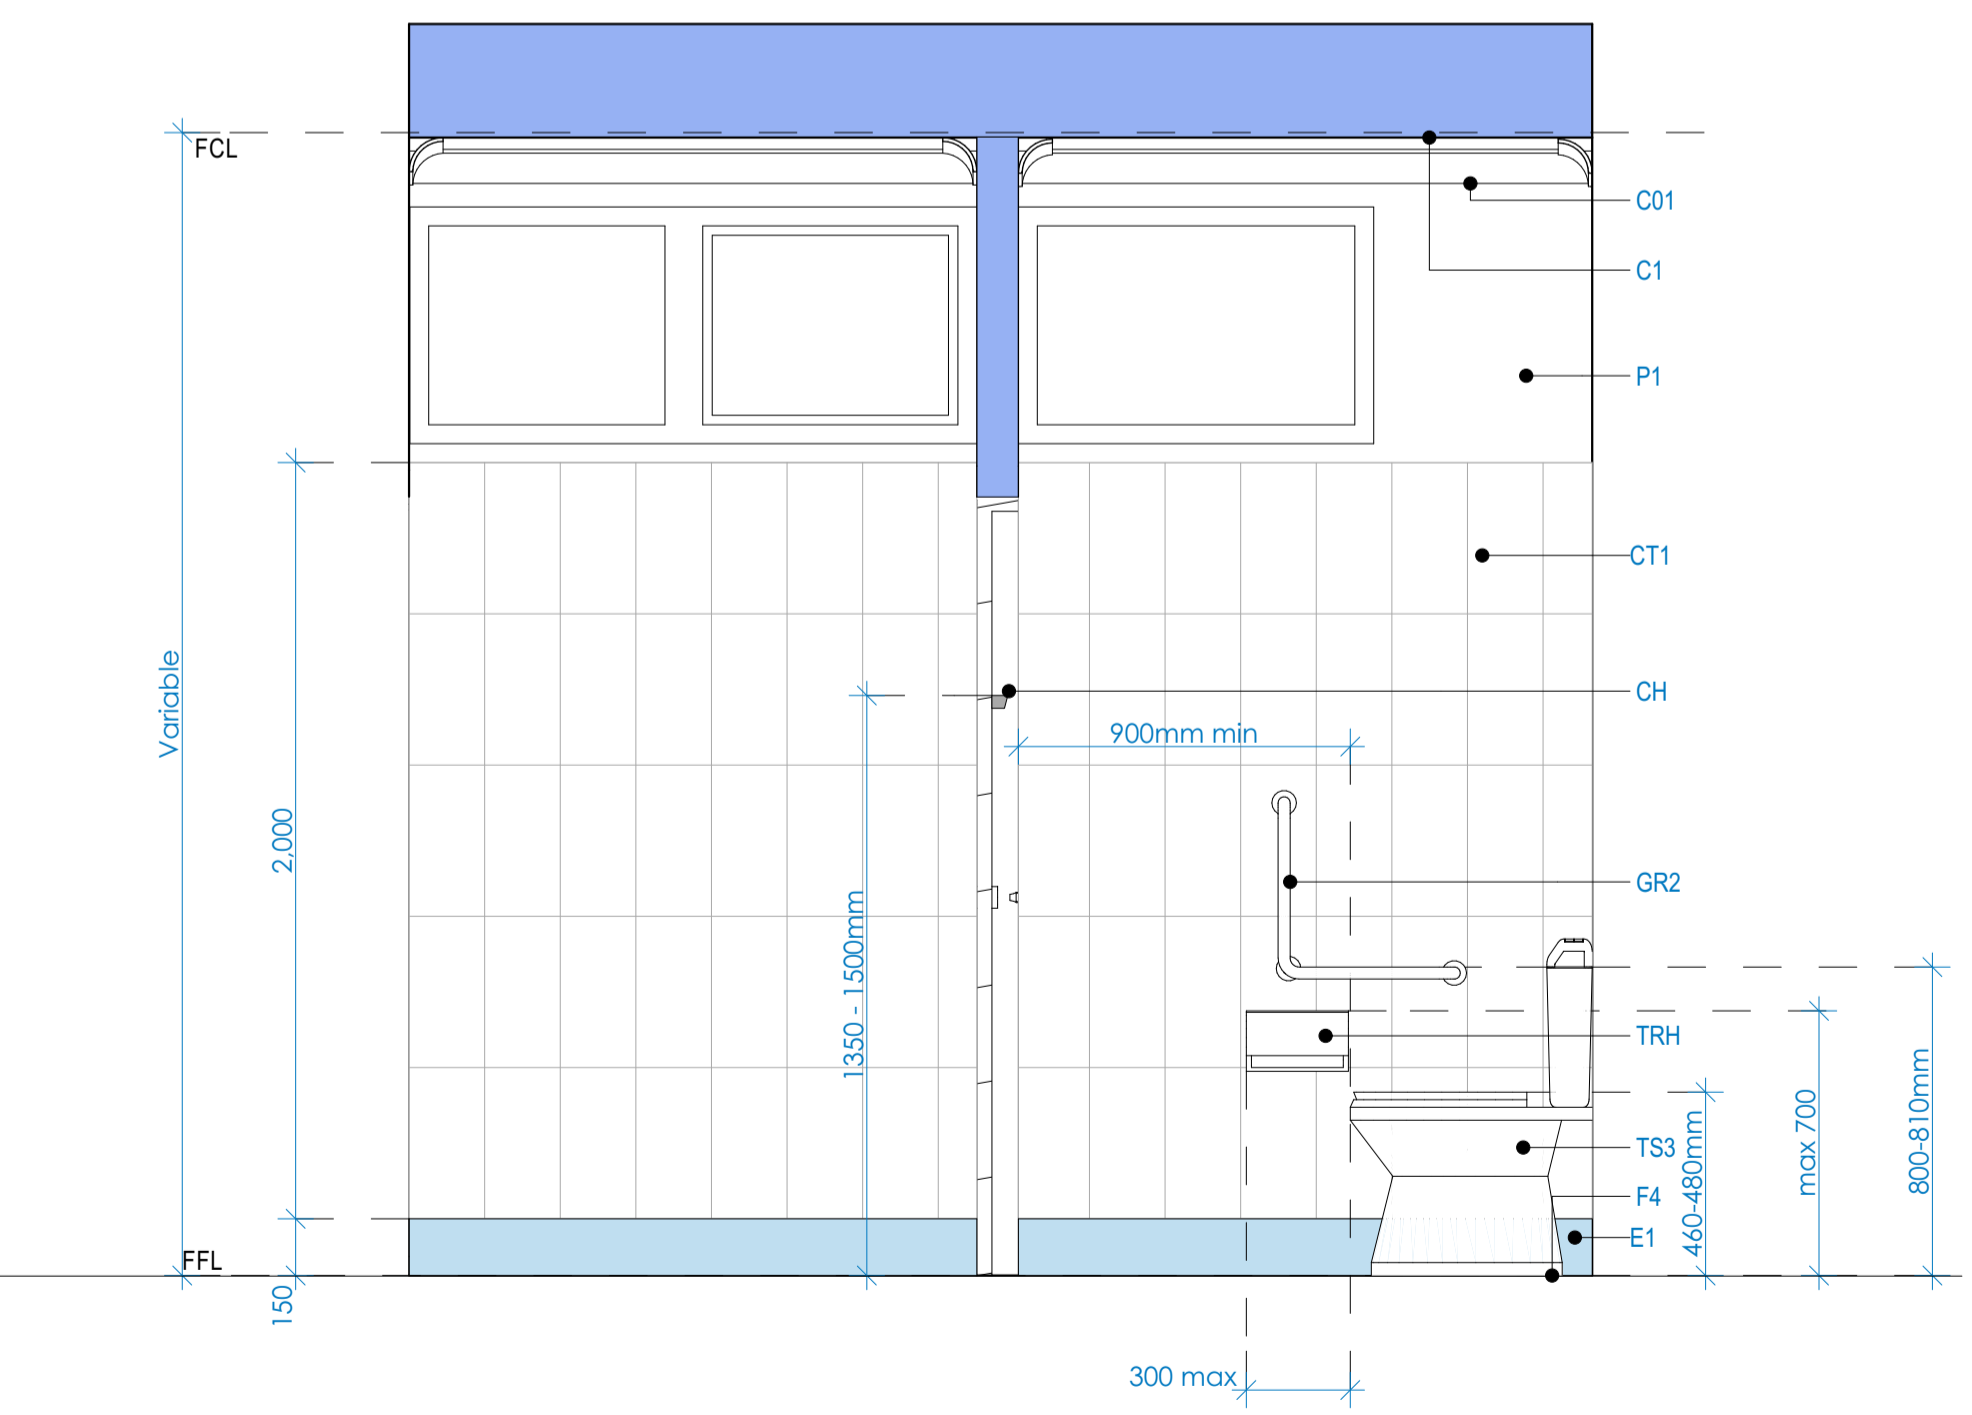 FCL
C01
C1
P1
CT1
Variable
CH
900mm min
2,000
GR2
1350 - 1500mm
TRH
max 700
800-810mm
460-480mm
TS3
F4
E1
FFL
150
300 max